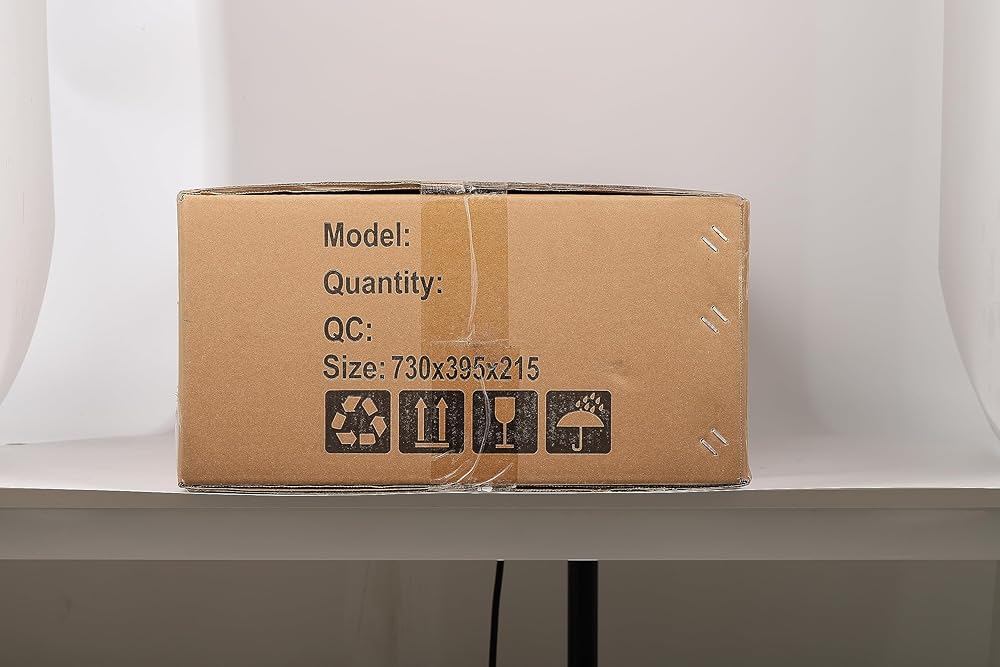 Model:
Quantity:
QC:
Size: 730x395x215